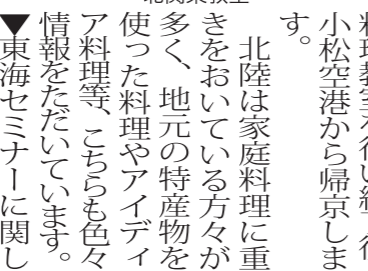 小松空港から帰京しま
す。
北陸は家庭料理に重
きをおいている方々が
多く、地元の特産物を
使った料理やアイディ
ア料理等、こちらも色々
情報をただいています。
▼東海セミナーに関し